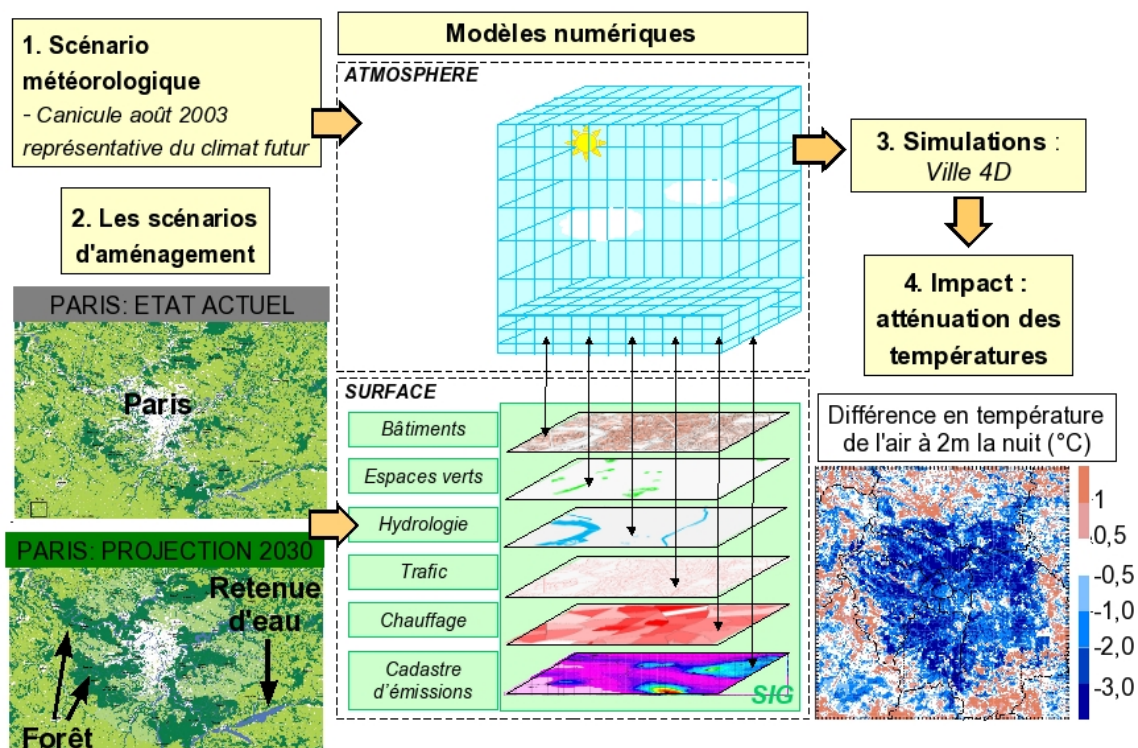 1. Scénario
météorologique
- Canicule août 2003
représentative du climat futur
2. Les scénarios
d'aménagement
PARIS: ETAT ACTUEL
Paris
PARIS: PROJECTION 2030
Retenue
d'eau
Forêt
Modèles numériques
ATMOSPHERE
SURFACE
Bâtiments
Espaces verts
Hydrologie
Trafic
Chauffage
Cadastre
d'émissions
SIG
3. Simulations :
Ville 4D
4. Impact :
atténuation des
températures
Différence en température
de l'air à 2m la nuit (°C)
1
0,5
-0,5
-1,0
-2,0
-3,0